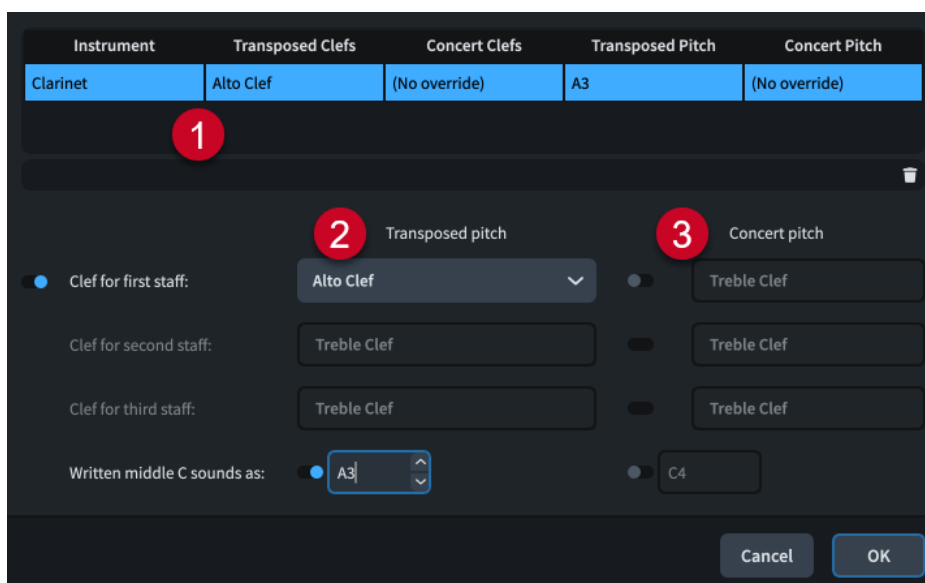 Instrument Transposed Clefs Concert Clefs Transposed Pitch Concert Pitch
Clarinet Alto Clef (No override) A3 (No override)
1
2 Transposed pitch 3 Concert pitch
Clef for first staff: Alto Clef Treble Clef
Clef for second staff: Treble Clef Treble Clef
Clef for third staff: Treble Clef Treble Clef
Written middle C sounds as: A3 C4
Cancel OK